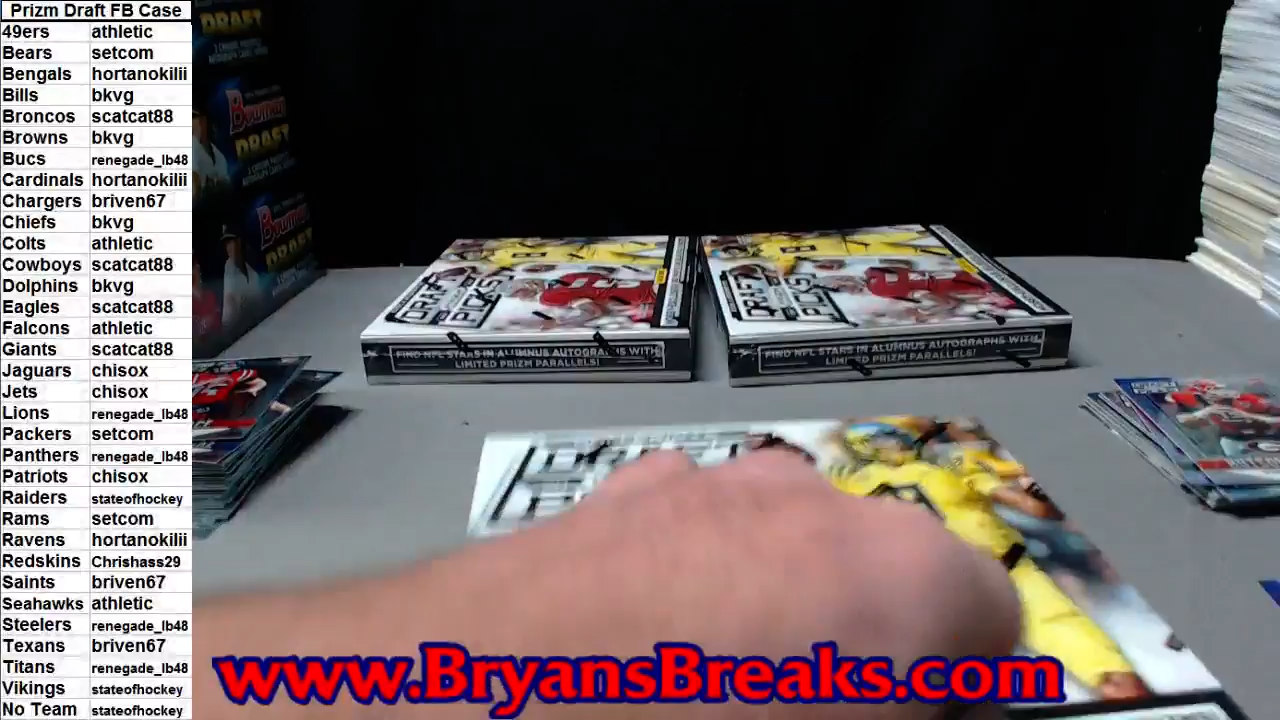 Prizm Draft FB Case
49ers athletic
Bears setcom
Bengals hortanokilii
Bills bkvg
Broncos scatcat88
Browns bkvg
Bucs renegade_lb48
Cardinals hortanokilii
Chargers briven67
Chiefs bkvg
Colts athletic
Cowboys scatcat88
Dolphins bkvg
Eagles scatcat88
Falcons athletic
Giants scatcat88
Jaguars chisox
Jets chisox
Lions renegade_lb48
Packers setcom
Panthers renegade_lb48
Patriots chisox
Raiders stateofhockey
Rams setcom
Ravens hortanokilii
Redskins Chrishass29
Saints briven67
Seahawks athletic
Steelers renegade_lb48
Texans briven67
Titans renegade_lb48
Vikings stateofhockey
No Team stateofhockey
DRAFT
Bowman
DRAFT
Bowman
DRAFT
DRAFT
PICKS
FIND NFL STARS IN ALUMNUS AUTOGRAPHS WITH
LIMITED PRIZM PARALLELS!
DRAFT
PICKS
FIND NFL STARS IN ALUMNUS AUTOGRAPHS WITH
LIMITED PRIZM PARALLELS!
www.BryansBreaks.com